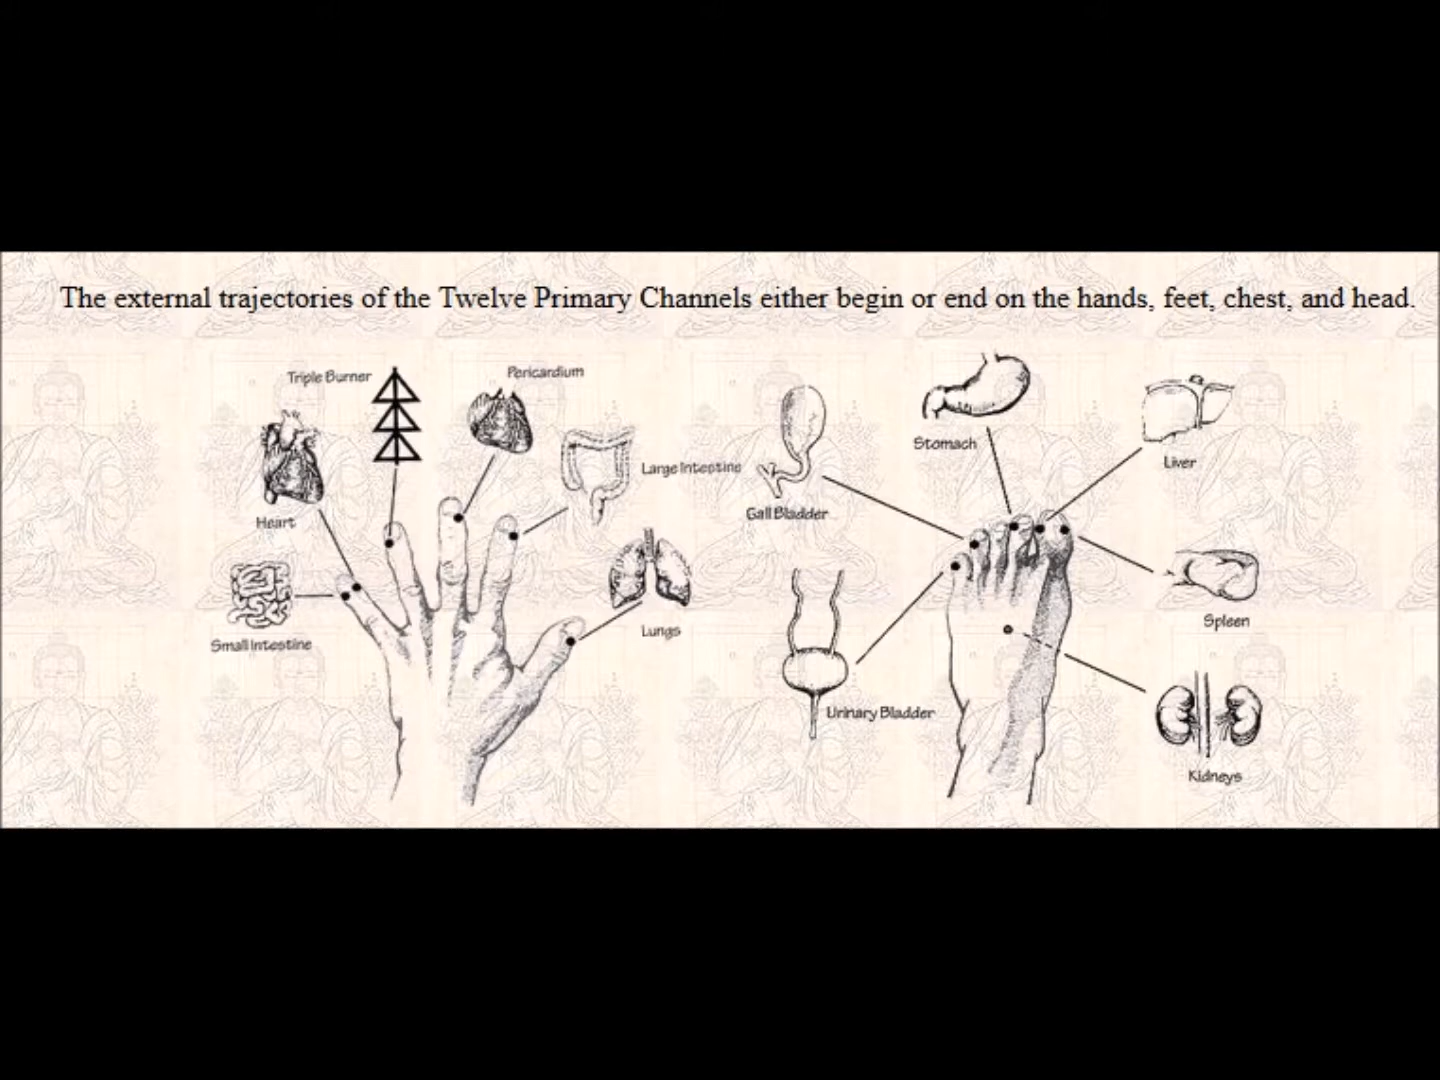 The external trajectories of the Twelve Primary Channels either begin or end on the hands, feet, chest, and head.
Triple Burner
Pericardium
Heart
Large Intestine
Small Intestine
Lungs
Stomach
Liver
Gall Bladder
Spleen
Urinary Bladder
Kidneys